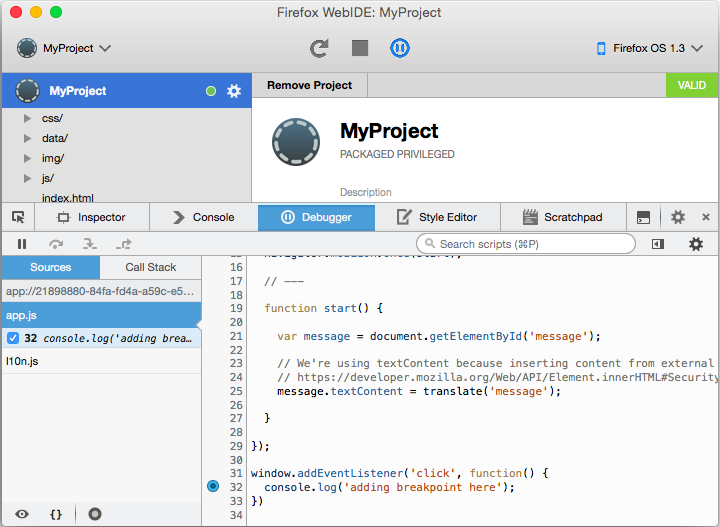 Firefox WebIDE: MyProject
MyProject
Firefox OS 1.3
MyProject
Remove Project
VALID
css/
data/
img/
js/
index.html
MyProject
PACKAGED PRIVILEGED
Description
Inspector
Console
Debugger
Style Editor
Scratchpad
Search scripts (⌘P)
Sources
Call Stack
app://21898880-84fa-fd4a-a59c-e5…
app.js
32 console.log('adding brea…
l10n.js
16
17 // ---
18
19 function start() {
20
21 var message = document.getElementById('message');
22
23 // We're using textContent because inserting content from external
24 // https://developer.mozilla.org/Web/API/Element.innerHTML#Security
25 message.textContent = translate('message');
26
27 }
28
29 });
30
31 window.addEventListener('click', function() {
32 console.log('adding breakpoint here');
33 })
34
{}